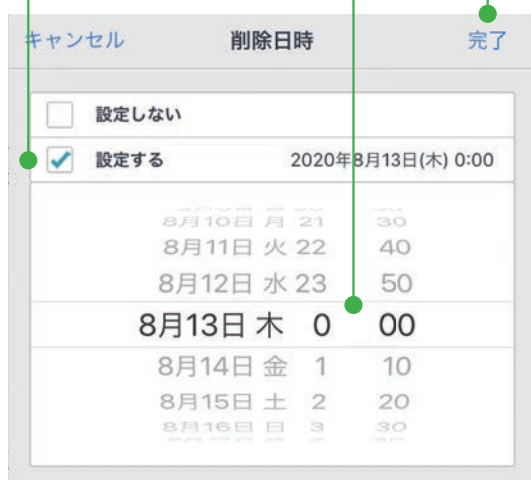 キャンセル 削除日時 完了
設定しない
設定する 2020年8月13日(木) 0:00
8月10日 月 21 30
8月11日 火 22 40
8月12日 水 23 50
8月13日 木 0 00
8月14日 金 1 10
8月15日 土 2 20
8月16日 日 3 30